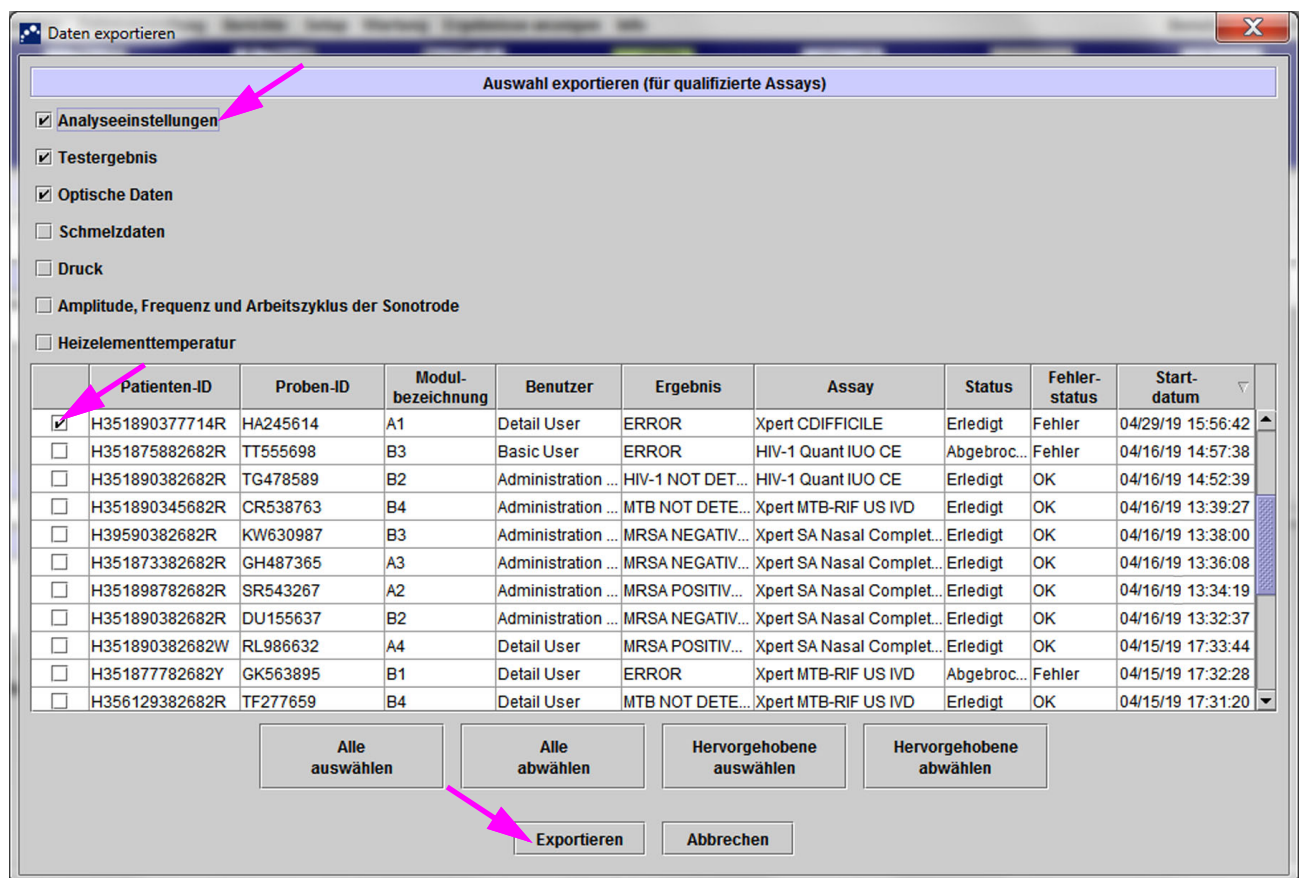 Daten exportieren
Auswahl exportieren (für qualifizierte Assays)
Analyseeinstellungen
Testergebnis
Optische Daten
Schmelzdaten
Druck
Amplitude, Frequenz und Arbeitszyklus der Sonotrode
Heizelementtemperatur
Patienten-ID Proben-ID Modul-bezeichnung Benutzer Ergebnis Assay Status Fehler-status Start-datum
H351890377714R HA245614 A1 Detail User ERROR Xpert CDIFFICILE Erledigt Fehler 04/29/19 15:56:42
H351875882682R TT555698 B3 Basic User ERROR HIV-1 Quant IUO CE Abgebroc... Fehler 04/16/19 14:57:38
H351890382682R TG478589 B2 Administration ... HIV-1 NOT DET... HIV-1 Quant IUO CE Erledigt OK 04/16/19 14:52:39
H351890345682R CR538763 B4 Administration ... MTB NOT DETE... Xpert MTB-RIF US IVD Erledigt OK 04/16/19 13:39:27
H39590382682R KW630987 B3 Administration ... MRSA NEGATIV... Xpert SA Nasal Complet... Erledigt OK 04/16/19 13:38:00
H351873382682R GH487365 A3 Administration ... MRSA NEGATIV... Xpert SA Nasal Complet... Erledigt OK 04/16/19 13:36:08
H351898782682R SR543267 A2 Administration ... MRSA POSITIV... Xpert SA Nasal Complet... Erledigt OK 04/16/19 13:34:19
H351890382682R DU155637 B2 Administration ... MRSA NEGATIV... Xpert SA Nasal Complet... Erledigt OK 04/16/19 13:32:37
H351890382682W RL986632 A4 Detail User MRSA POSITIV... Xpert SA Nasal Complet... Erledigt OK 04/15/19 17:33:44
H351877782682Y GK563895 B1 Detail User ERROR Xpert MTB-RIF US IVD Abgebroc... Fehler 04/15/19 17:32:28
H356129382682R TF277659 B4 Detail User MTB NOT DETE... Xpert MTB-RIF US IVD Erledigt OK 04/15/19 17:31:20
Alle auswählen Alle abwählen Hervorgehobene auswählen Hervorgehobene abwählen
Exportieren Abbrechen